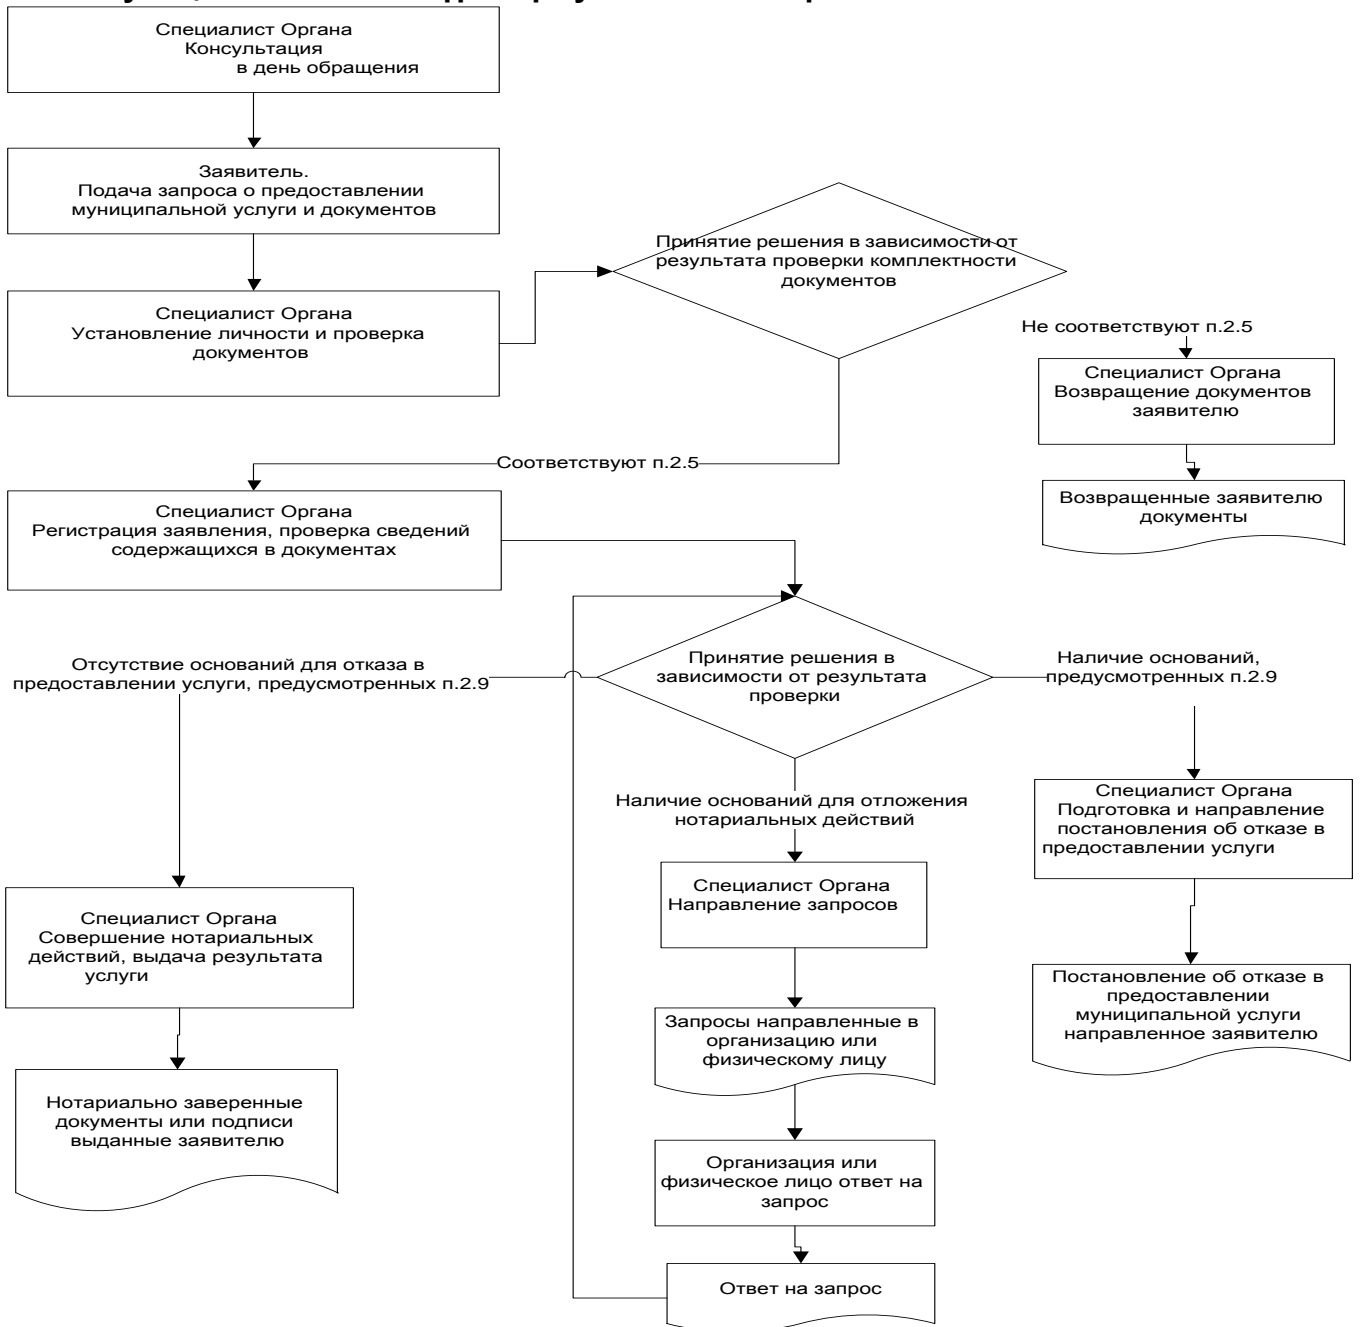 Специалист Органа
Консультация
в день обращения
Заявитель.
Подача запроса о предоставлении
муниципальной услуги и документов
Принятие решения в зависимости от
результата проверки комплектности
документов
Специалист Органа
Установление личности и проверка
документов
Не соответствуют п.2.5
Специалист Органа
Возвращение документов
заявителю
Соответствуют п.2.5
Возвращенные заявителю
документы
Специалист Органа
Регистрация заявления, проверка сведений
содержащихся в документах
Отсутствие оснований для отказа в
предоставлении услуги, предусмотренных п.2.9
Принятие решения в
зависимости от результата
проверки
Наличие оснований,
предусмотренных п.2.9
Наличие оснований для отложения
нотариальных действий
Специалист Органа
Подготовка и направление
постановления об отказе в
предоставлении услуги
Специалист Органа
Направление запросов
Специалист Органа
Совершение нотариальных
действий, выдача результата
услуги
Постановление об отказе в
предоставлении
муниципальной услуги
направленное заявителю
Запросы направленные в
организацию или
физическому лицу
Нотариально заверенные
документы или подписи
выданные заявителю
Организация или
физическое лицо ответ на
запрос
Ответ на запрос